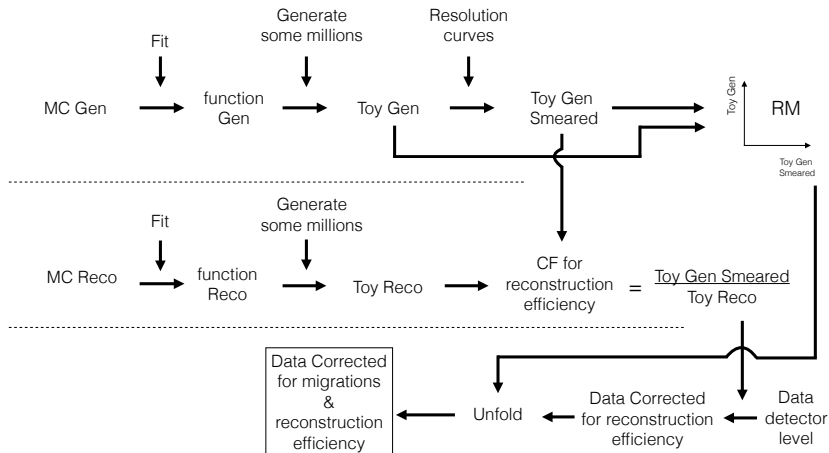 Generate
some millions
Resolution
curves
Fit
MC Gen
function
Gen
Toy Gen
Toy Gen
Smeared
Toy Gen
RM
Toy Gen
Smeared
Generate
some millions
Fit
MC Reco
function
Reco
Toy Reco
CF for
reconstruction
efficiency
=
Toy Gen Smeared
Toy Reco
Data Corrected
for migrations
&
reconstruction
efficiency
Unfold
Data Corrected
for reconstruction
efficiency
Data
detector
level